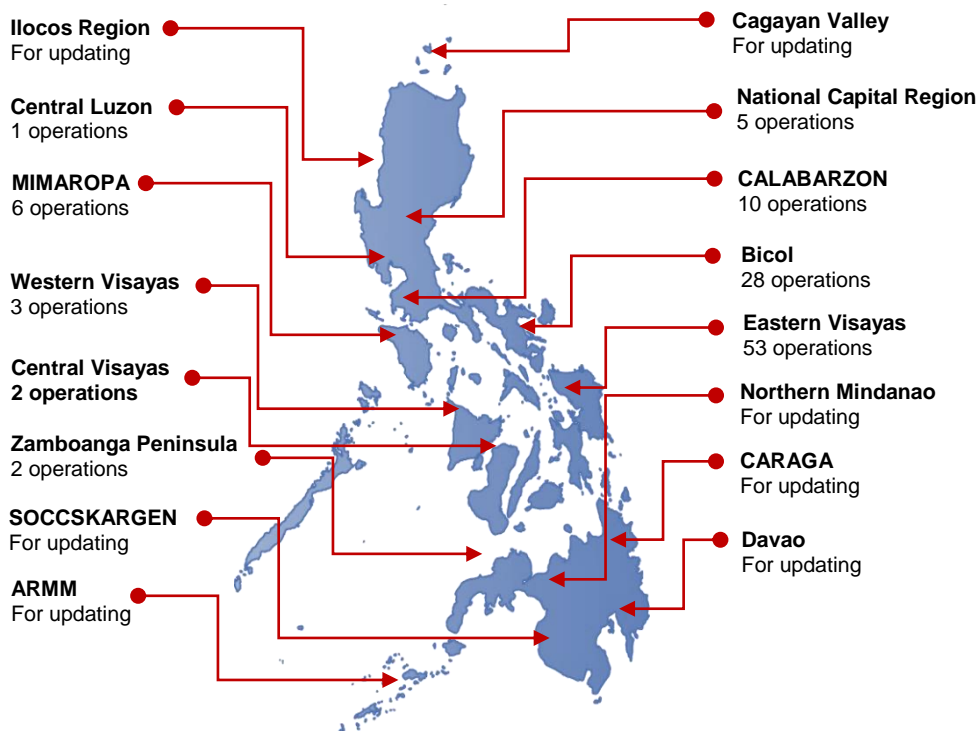 Ilocos Region
For updating
Central Luzon
1 operations
MIMAROPA
6 operations
Western Visayas
3 operations
Central Visayas
2 operations
Zamboanga Peninsula
2 operations
SOCCSKARGEN
For updating
ARMM
For updating
Cagayan Valley
For updating
National Capital Region
5 operations
CALABARZON
10 operations
Bicol
28 operations
Eastern Visayas
53 operations
Northern Mindanao
For updating
CARAGA
For updating
Davao
For updating